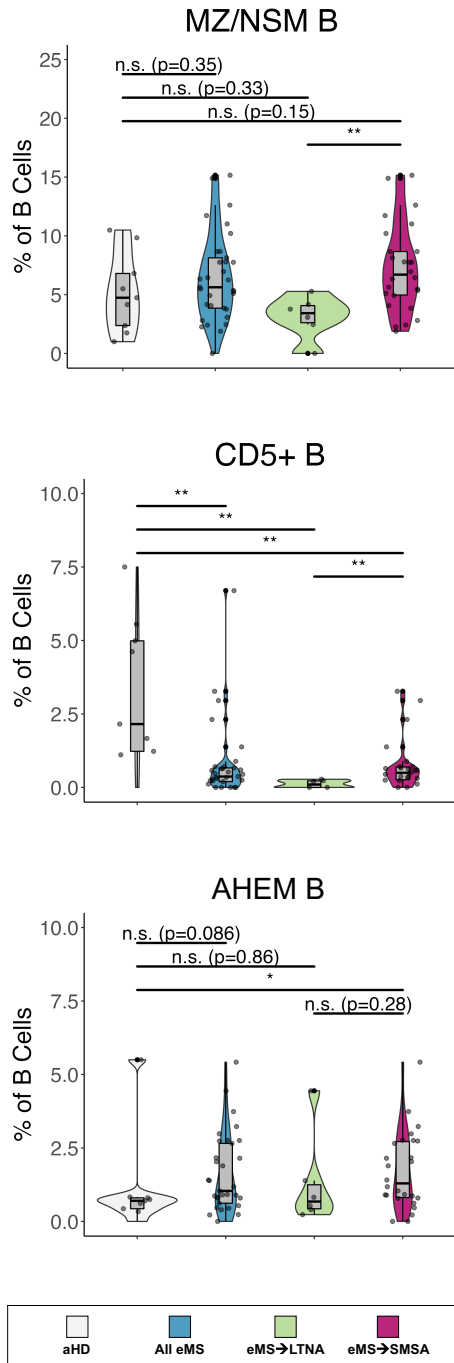 MZ/NSM B
25
20
15
10
5
0
% of B Cells
n.s. (p=0.35)
n.s. (p=0.33)
n.s. (p=0.15)
**
CD5+ B
10.0
7.5
5.0
2.5
0.0
% of B Cells
**
**
**
**
AHEM B
10.0
7.5
5.0
2.5
0.0
% of B Cells
n.s. (p=0.086)
n.s. (p=0.86)
*
n.s. (p=0.28)
aHD
All eMS
eMS→LTNA
eMS→SMSA